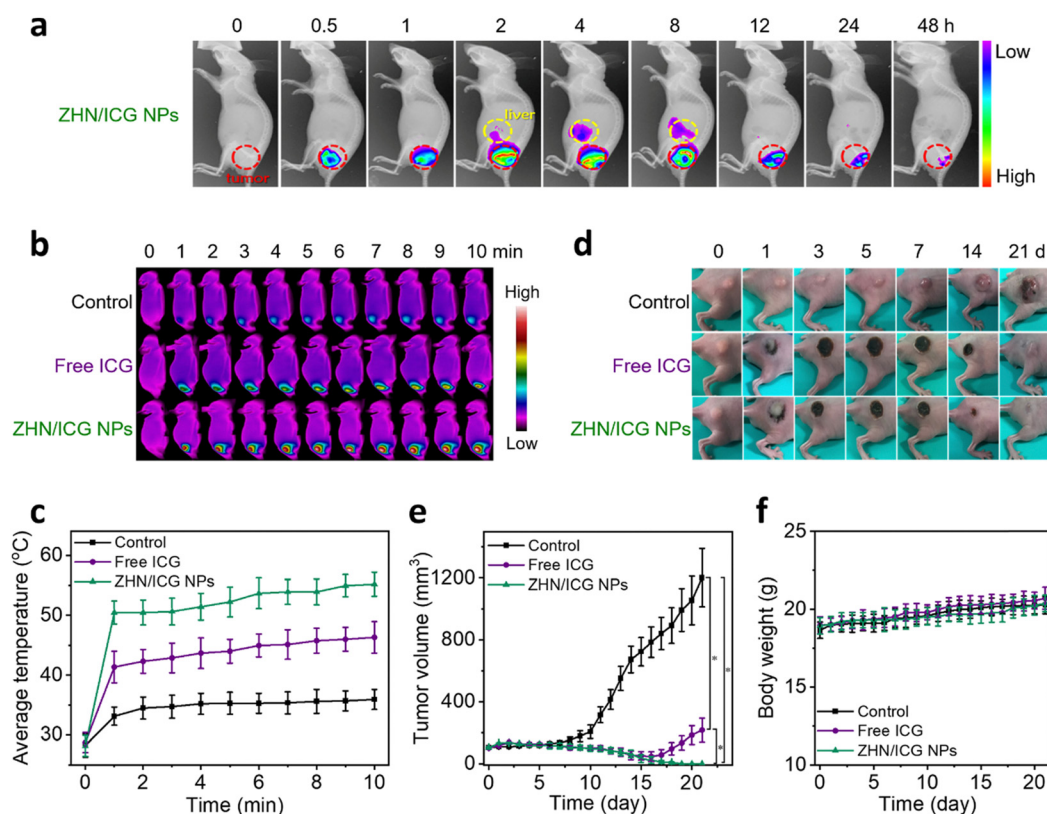 a
0 0.5 1 2 4 8 12 24 48 h
ZHN/ICG NPs
liver
tumor
Low
High
b
0 1 2 3 4 5 6 7 8 9 10 min
Control
Free ICG
ZHN/ICG NPs
High
Low
d
0 1 3 5 7 14 21 d
Control
Free ICG
ZHN/ICG NPs
c
Control
Free ICG
ZHN/ICG NPs
Average temperature (°C)
60
50
40
30
0 2 4 6 8 10
Time (min)
e
Control
Free ICG
ZHN/ICG NPs
Tumor volume (mm³)
1200
800
400
0
0 5 10 15 20
Time (day)
*
*
*
f
Body weight (g)
25
20
15
10
Control
Free ICG
ZHN/ICG NPs
0 5 10 15 20
Time (day)